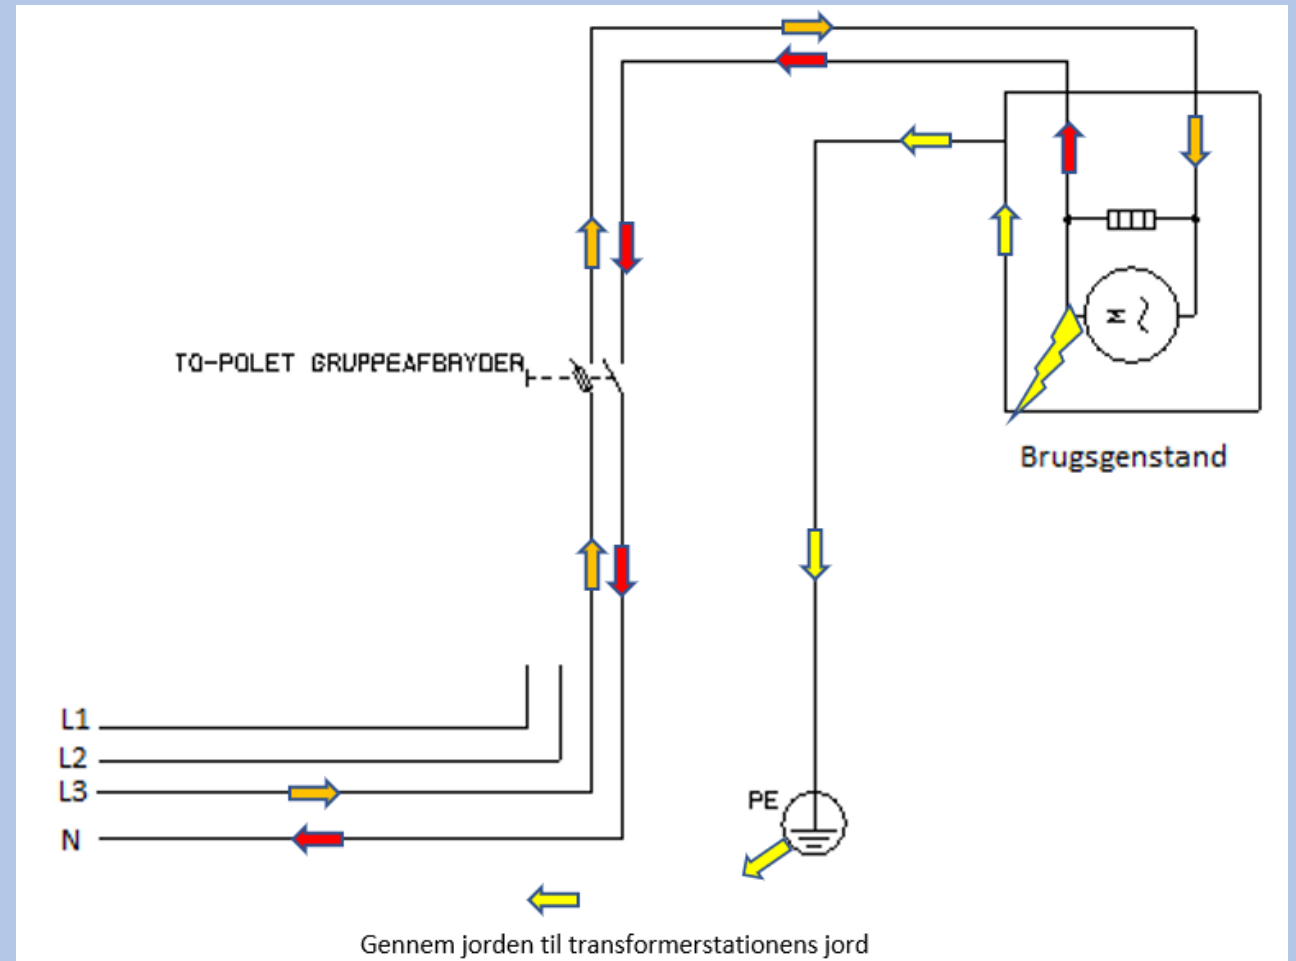 TO-POLET GRUPPEAFBRYDER
M
Brugsgenstand
L1
L2
L3
N
PE
Gennem jorden til transformerstationens jord